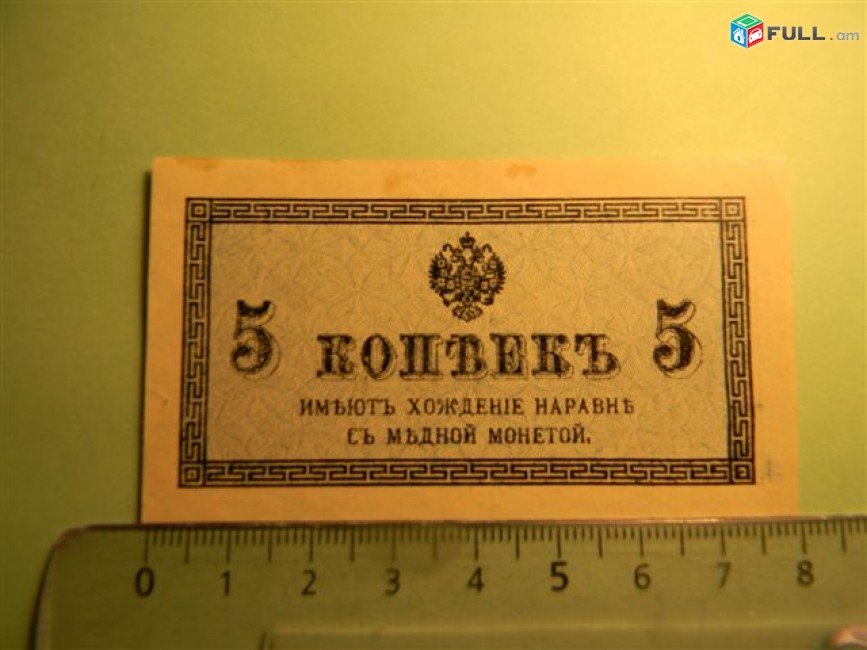 FULL.am
5 КОПѢЕКЪ 5
ИМѢЮТЪ ХОЖДЕНІЕ НАРАВНѢ
СЪ МѢДНОЙ МОНЕТОЙ.
0 1 2 3 4 5 6 7 8